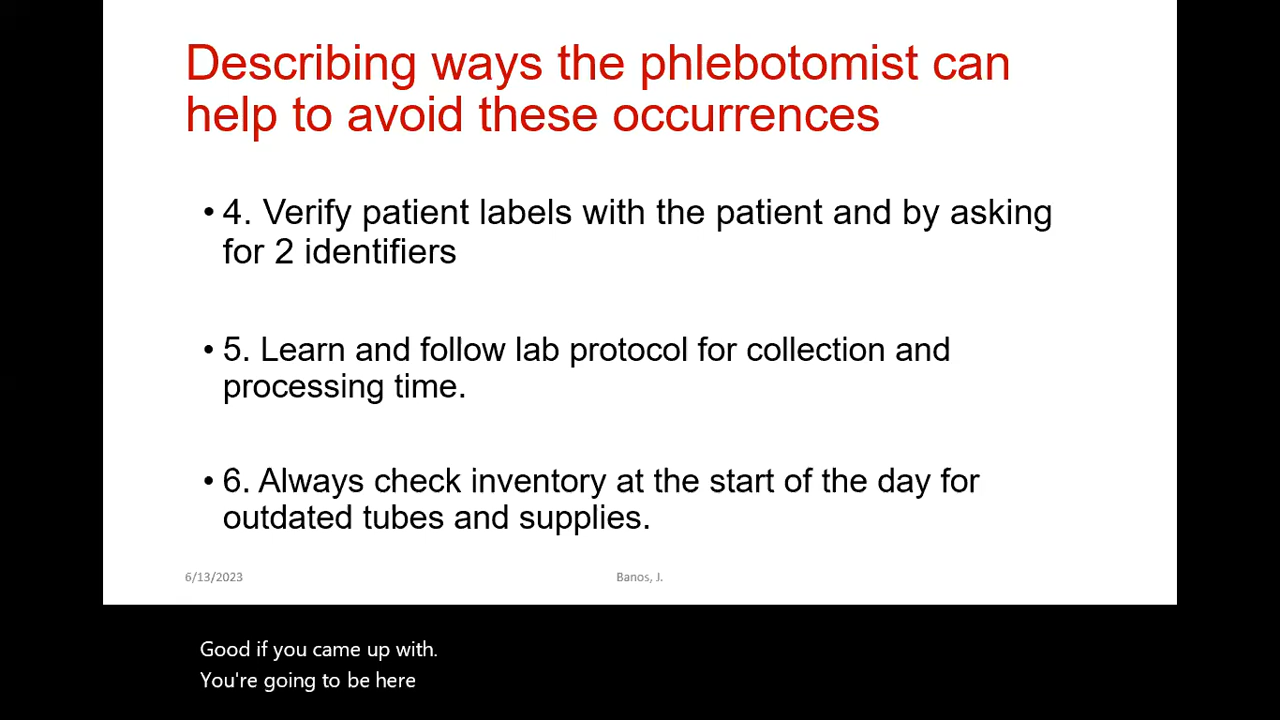 Describing ways the phlebotomist can
help to avoid these occurrences
• 4. Verify patient labels with the patient and by asking
for 2 identifiers
• 5. Learn and follow lab protocol for collection and
processing time.
• 6. Always check inventory at the start of the day for
outdated tubes and supplies.
6/13/2023
Banos, J.
Good if you came up with.
You're going to be here